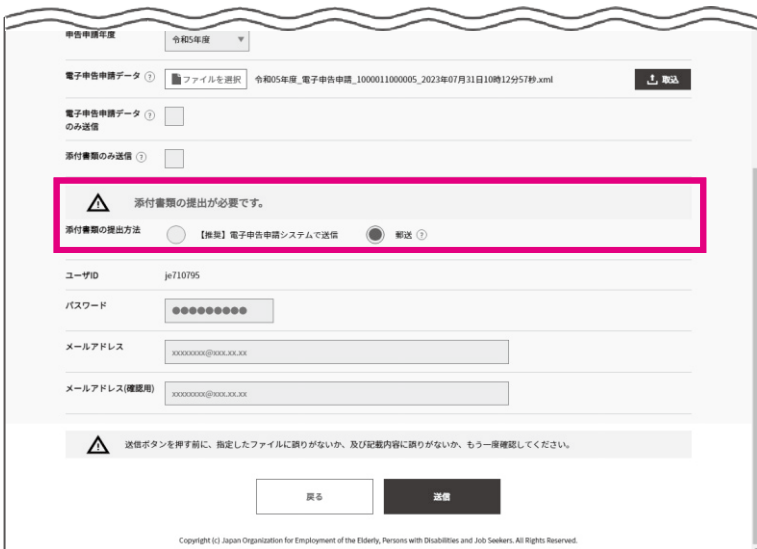 申告申請年度
令和5年度 ▼
電子申告申請データ ? ファイルを選択 令和05年度_電子申告申請_1000011000005_2023年07月31日10時12分57秒.xml 取込
電子申告申請データ ?
のみ送信
添付書類のみ送信 ?
添付書類の提出が必要です。
添付書類の提出方法 【推奨】電子申告申請システムで送信 郵送 ?
ユーザID je710795
パスワード ●●●●●●●●●
メールアドレス
xxxxxxxx@xxx.xx.xx
メールアドレス(確認用)
xxxxxxxx@xxx.xx.xx
送信ボタンを押す前に、指定したファイルに誤りがないか、及び記載内容に誤りがないか、もう一度確認してください。
戻る 送信
Copyright (c) Japan Organization for Employment of the Elderly, Persons with Disabilities and Job Seekers. All Rights Reserved.